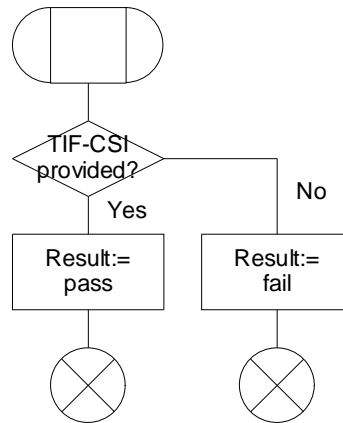 TIF-CSI
provided?
Yes
No
Result:=
pass
Result:=
fail